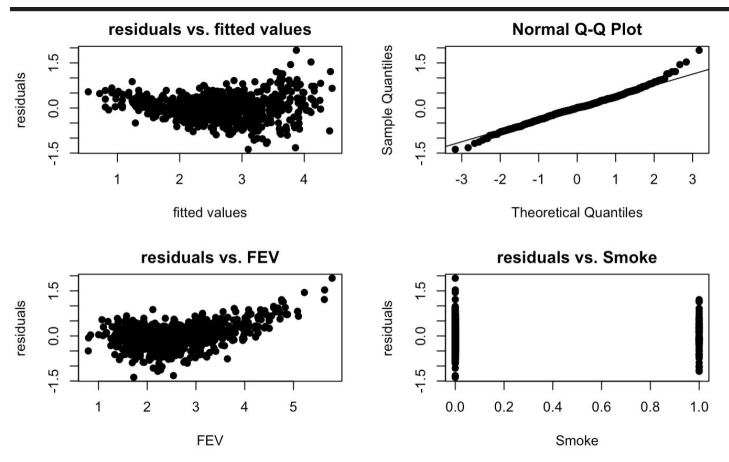 residuals vs. fitted values
residuals
1.5
0.0
-1.5
1 2 3 4
fitted values
Normal Q-Q Plot
Sample Quantiles
1.5
0.0
-1.5
-3 -2 -1 0 1 2 3
Theoretical Quantiles
residuals vs. FEV
residuals
1.5
0.0
-1.5
1 2 3 4 5
FEV
residuals vs. Smoke
residuals
1.5
0.0
-1.5
0.0 0.2 0.4 0.6 0.8 1.0
Smoke